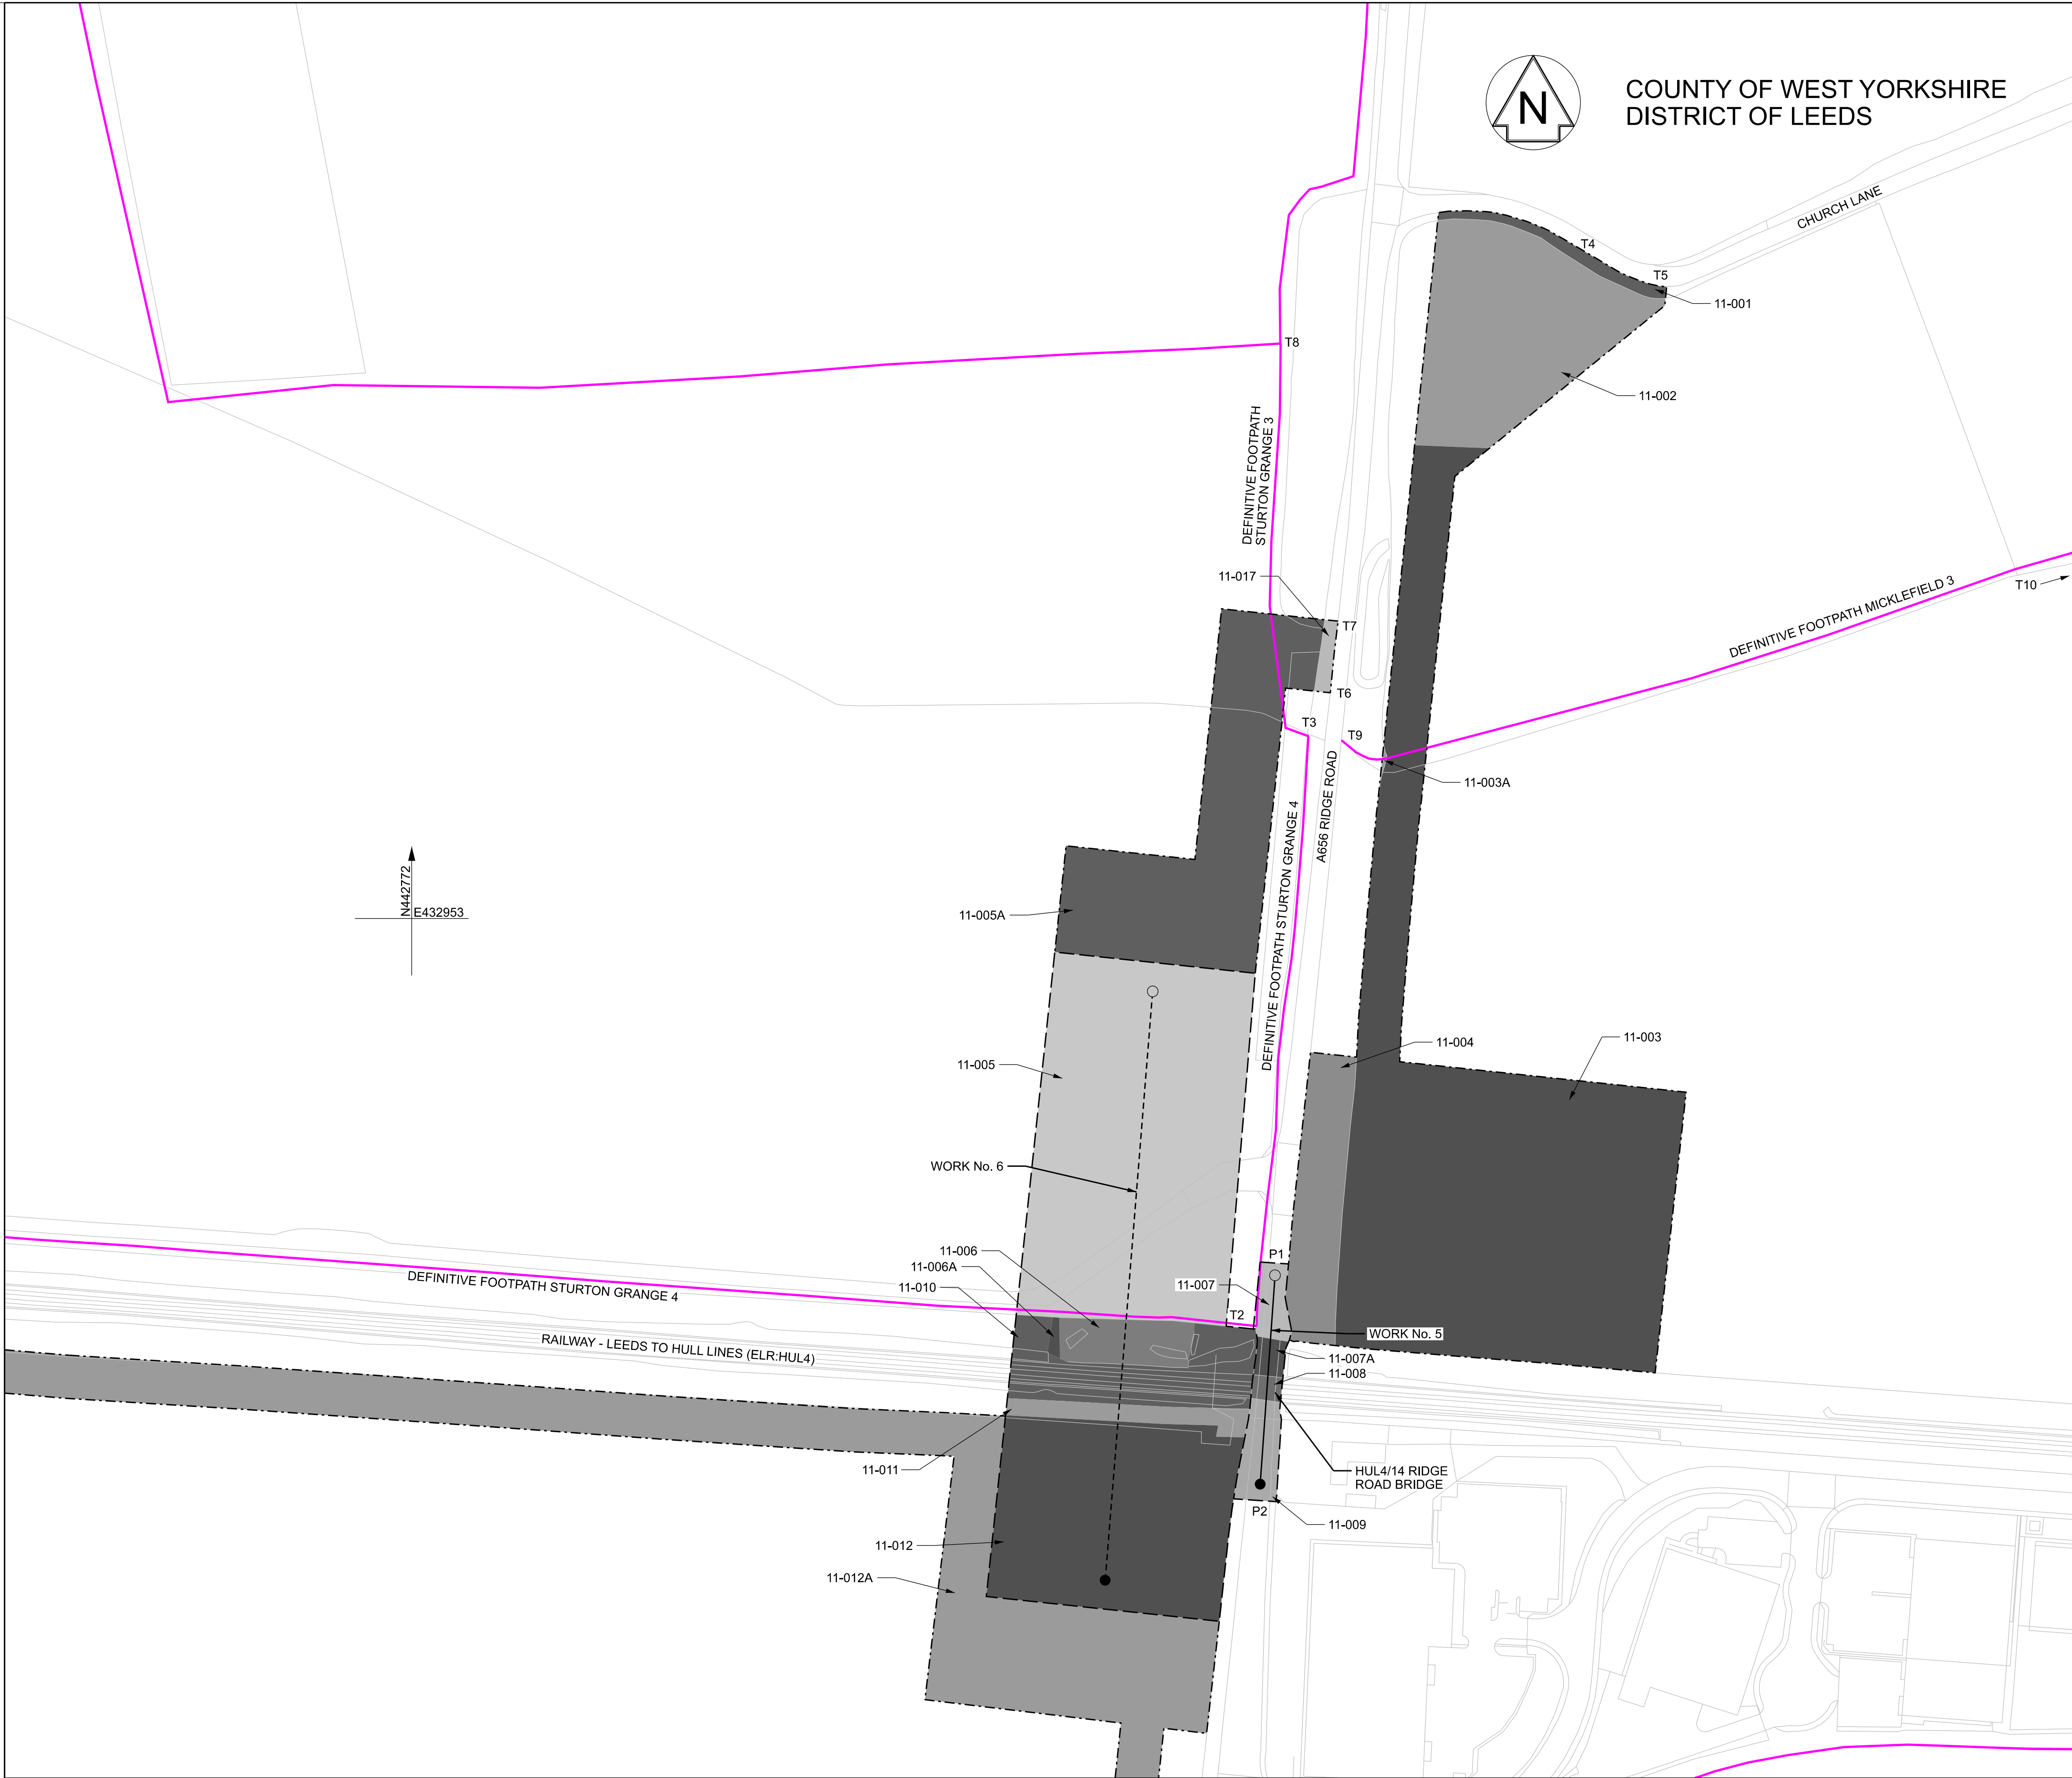 N
COUNTY OF WEST YORKSHIRE
DISTRICT OF LEEDS
CHURCH LANE
T4
T5
11-001
T8
11-002
DEFINITIVE FOOTPATH
STURTON GRANGE 3
11-017
T7
T10
DEFINITIVE FOOTPATH MICKLEFIELD 3
T6
T3
T9
11-003A
A656 RIDGE ROAD
DEFINITIVE FOOTPATH STURTON GRANGE 4
N442772
E432953
11-005A
11-004
11-003
11-005
WORK No. 6
11-006
11-006A
11-010
P1
11-007
T2
DEFINITIVE FOOTPATH STURTON GRANGE 4
WORK No. 5
RAILWAY - LEEDS TO HULL LINES (ELR:HUL4)
11-007A
11-008
11-011
HUL4/14 RIDGE
ROAD BRIDGE
P2
11-009
11-012
11-012A